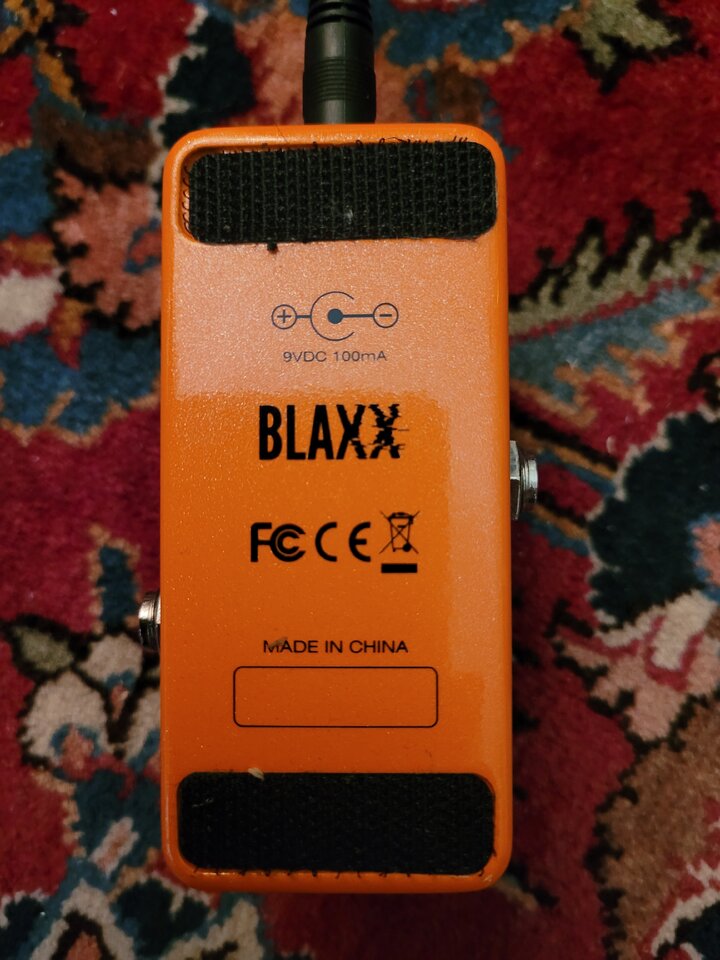 9VDC 100mA
BLAXX
FC CE
MADE IN CHINA